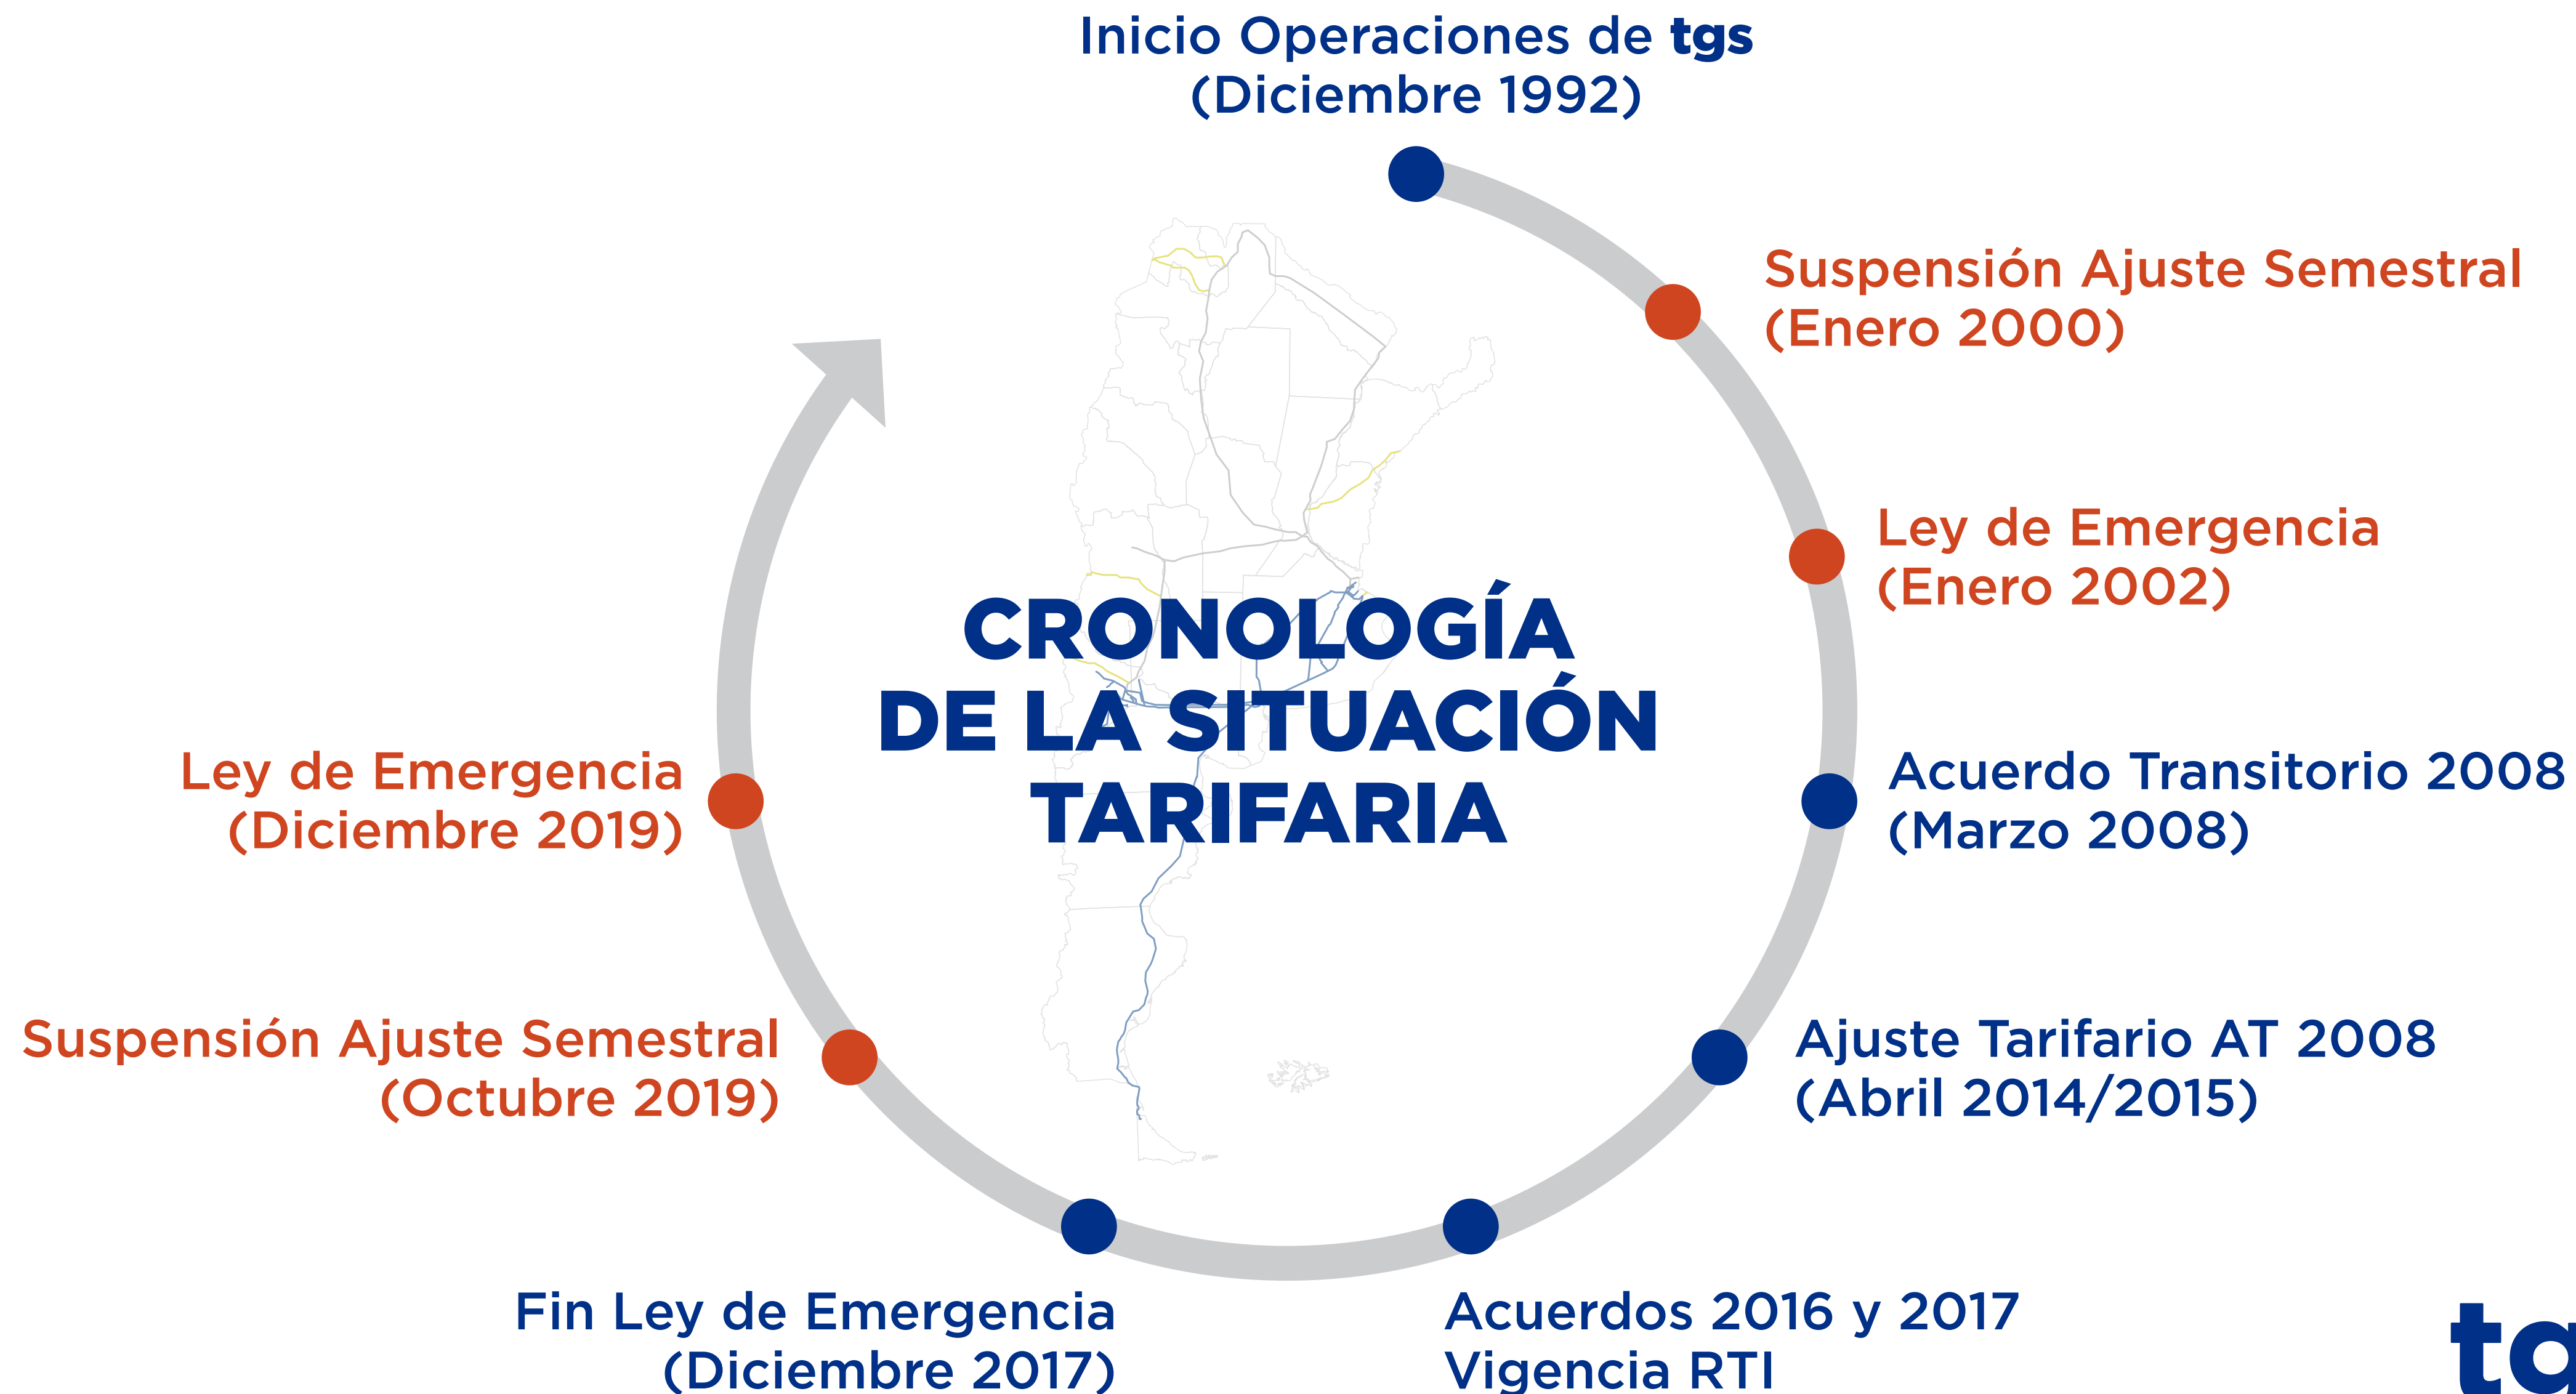 Inicio Operaciones de tgs
(Diciembre 1992)
Suspensión Ajuste Semestral
(Enero 2000)
Ley de Emergencia
(Enero 2002)
Acuerdo Transitorio 2008
(Marzo 2008)
Ajuste Tarifario AT 2008
(Abril 2014/2015)
Acuerdos 2016 y 2017
Vigencia RTI
Fin Ley de Emergencia
(Diciembre 2017)
Suspensión Ajuste Semestral
(Octubre 2019)
Ley de Emergencia
(Diciembre 2019)
CRONOLOGÍA
DE LA SITUACIÓN
TARIFARIA